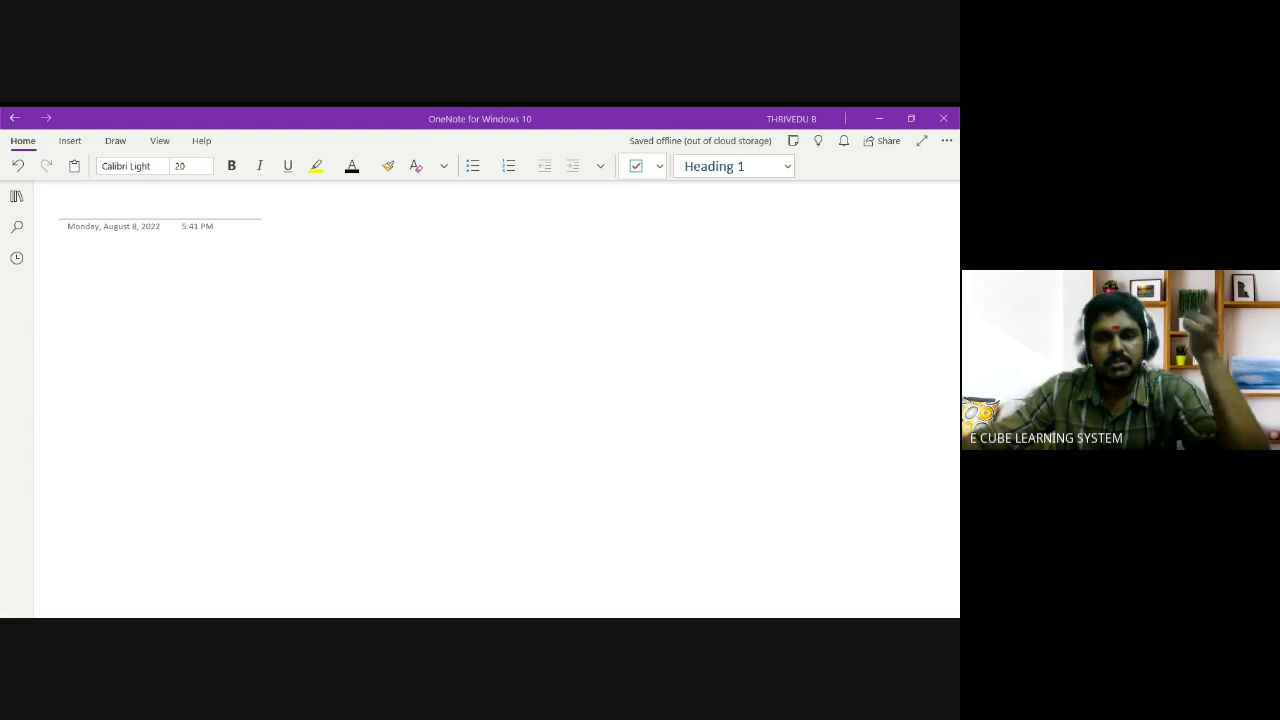 OneNote for Windows 10
THRIVEDU B
Home Insert Draw View Help
Saved offline (out of cloud storage)
Share
Calibri Light 20
B I U A
Heading 1
Monday, August 8, 2022 5:41 PM
E CUBE LEARNING SYSTEM